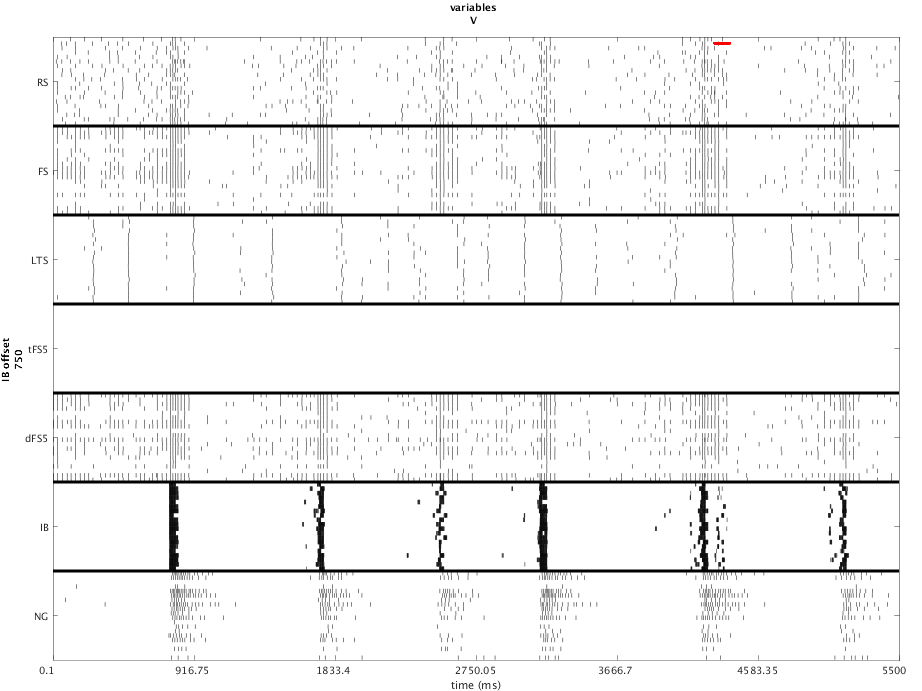 variables
V
RS
FS
LTS
tFS5
dFS5
IB
NG
IB offset
750
0.1
916.75
1833.4
2750.05
3666.7
4583.35
5500
time (ms)